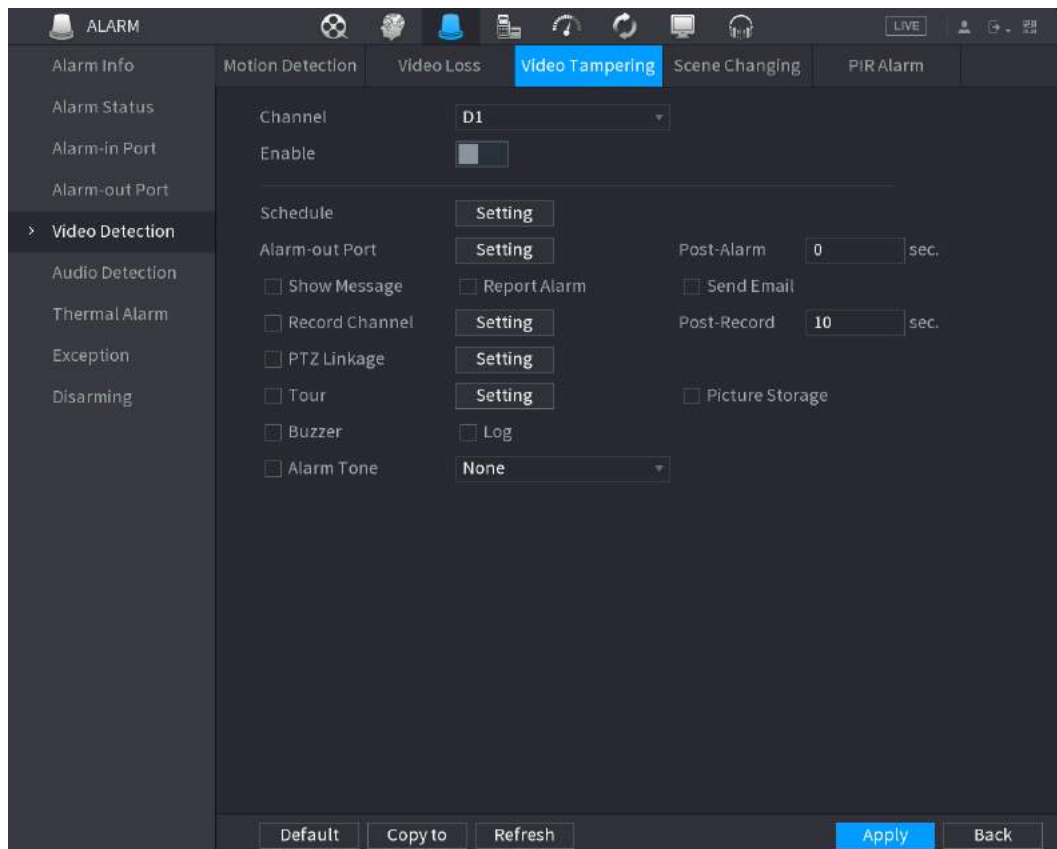 ALARM
LIVE
Alarm Info
Alarm Status
Alarm-in Port
Alarm-out Port
> Video Detection
Audio Detection
Thermal Alarm
Exception
Disarming
Motion Detection Video Loss Video Tampering Scene Changing PIR Alarm
Channel D1
Enable
Schedule Setting
Alarm-out Port Setting Post-Alarm 0 sec.
Show Message Report Alarm Send Email
Record Channel Setting Post-Record 10 sec.
PTZ Linkage Setting
Tour Setting Picture Storage
Buzzer Log
Alarm Tone None
Default Copy to Refresh Apply Back